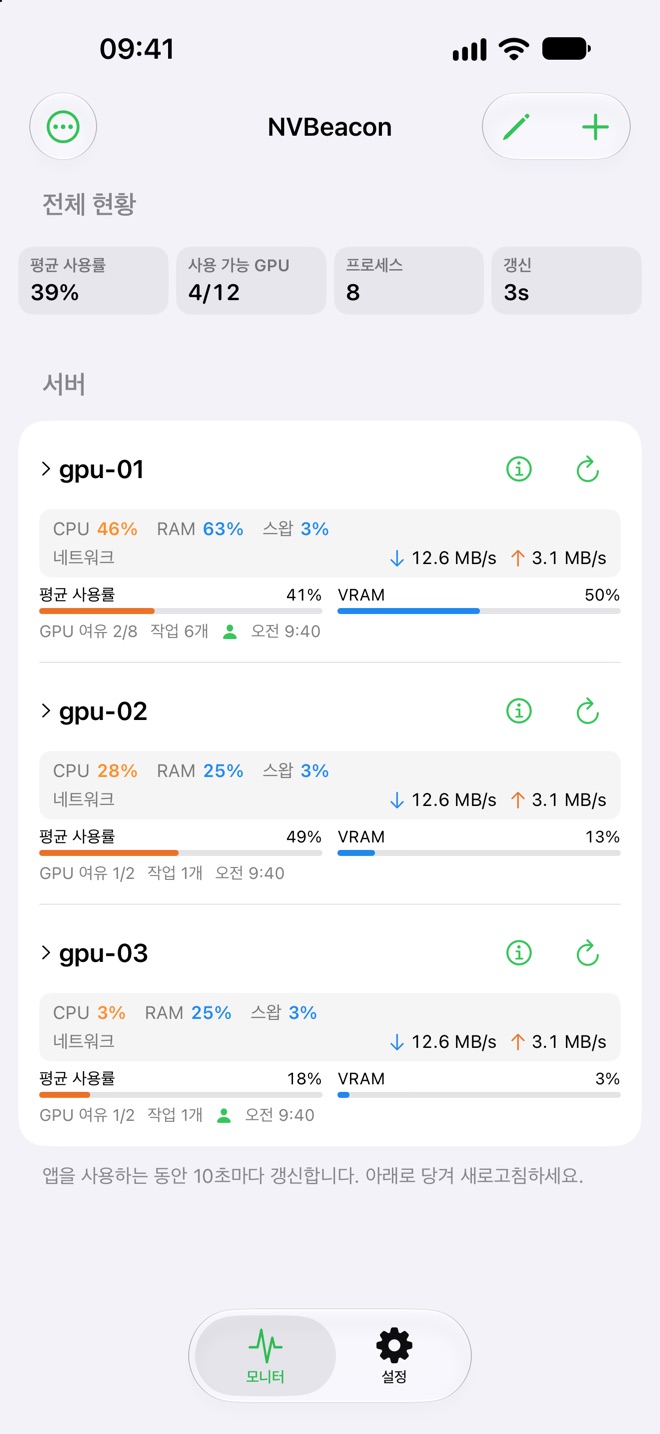 09:41
NVBeacon
전체 현황
평균 사용률 사용 가능 GPU 프로세스 갱신
39% 4/12 8 3s
서버
gpu-01
CPU 46% RAM 63% 스왑 3%
네트워크 12.6 MB/s 3.1 MB/s
평균 사용률 41% VRAM 50%
GPU 여유 2/8 작업 6개 오전 9:40
gpu-02
CPU 28% RAM 25% 스왑 3%
네트워크 12.6 MB/s 3.1 MB/s
평균 사용률 49% VRAM 13%
GPU 여유 1/2 작업 1개 오전 9:40
gpu-03
CPU 3% RAM 25% 스왑 3%
네트워크 12.6 MB/s 3.1 MB/s
평균 사용률 18% VRAM 3%
GPU 여유 1/2 작업 1개 오전 9:40
앱을 사용하는 동안 10초마다 갱신합니다. 아래로 당겨 새로고침하세요.
모니터 설정